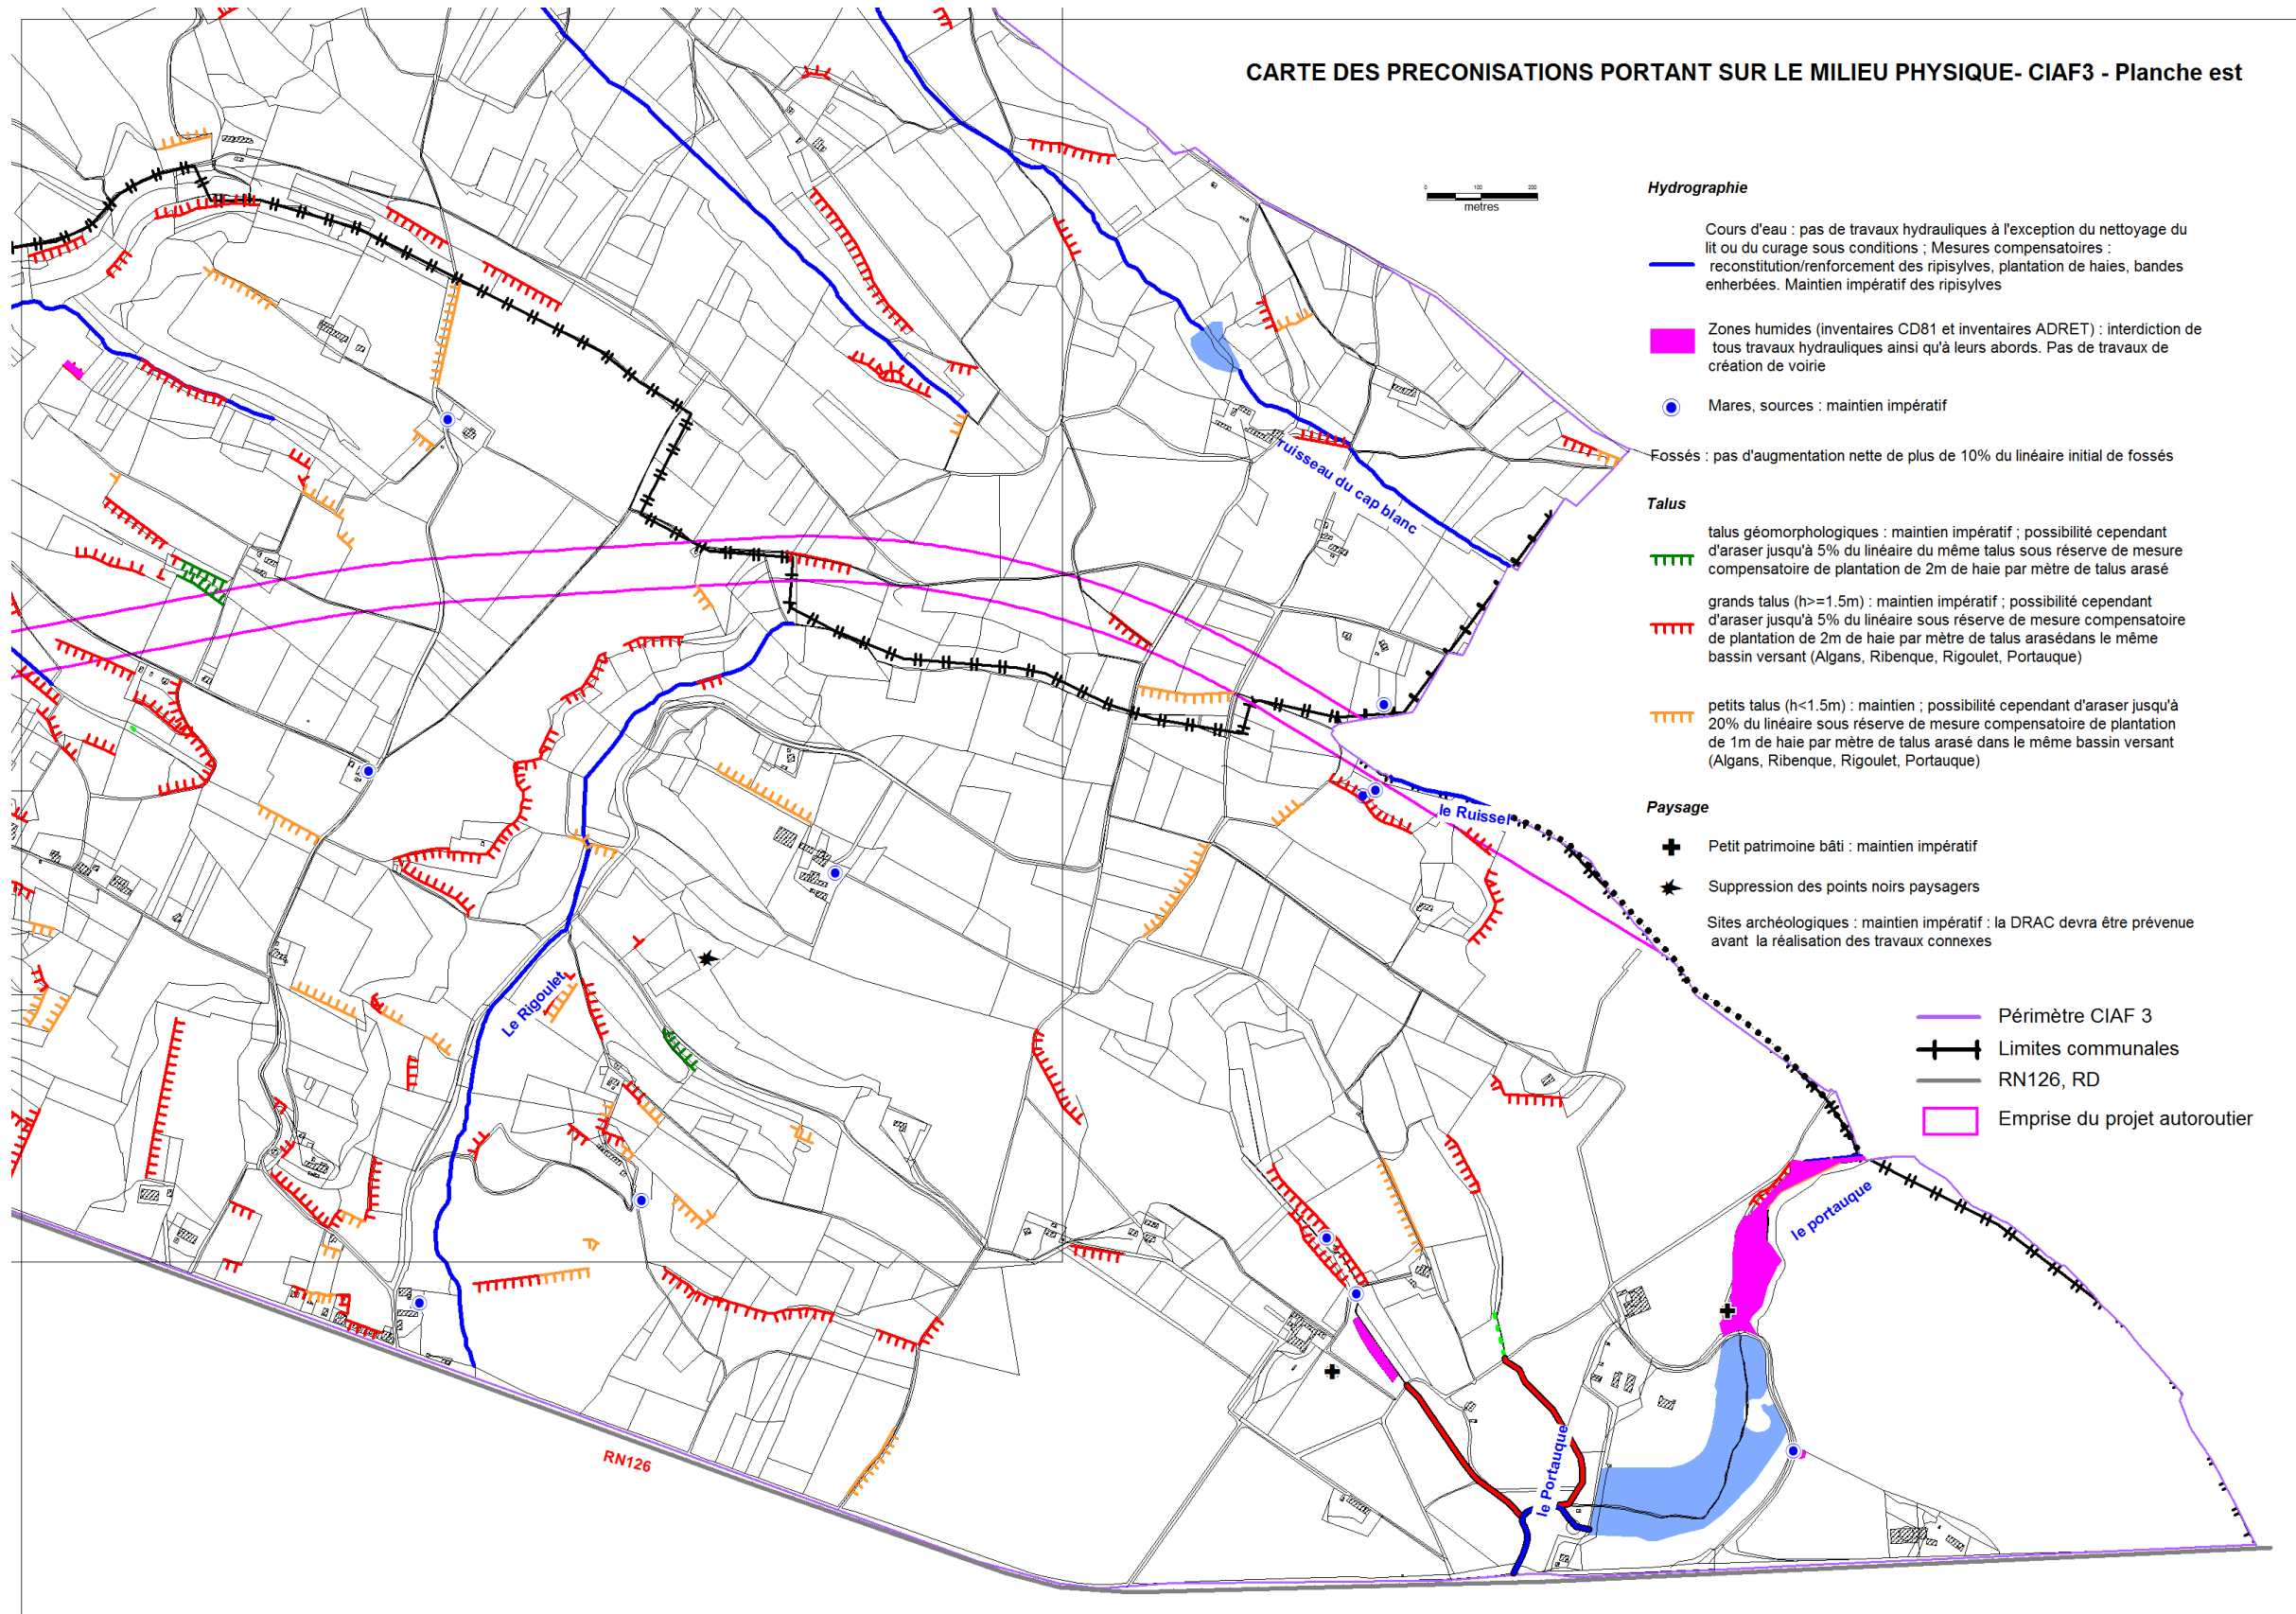 CARTE DES PRECONISATIONS PORTANT SUR LE MILIEU PHYSIQUE- CIAF3 - Planche est
0 100 200
metres
Hydrographie
Cours d'eau : pas de travaux hydrauliques à l'exception du nettoyage du
lit ou du curage sous conditions ; Mesures compensatoires :
reconstitution/renforcement des ripisylves, plantation de haies, bandes
enherbées. Maintien impératif des ripisylves
Zones humides (inventaires CD81 et inventaires ADRET) : interdiction de
tous travaux hydrauliques ainsi qu'à leurs abords. Pas de travaux de
création de voirie
Mares, sources : maintien impératif
Fossés : pas d'augmentation nette de plus de 10% du linéaire initial de fossés
Talus
talus géomorphologiques : maintien impératif ; possibilité cependant
d'araser jusqu'à 5% du linéaire du même talus sous réserve de mesure
compensatoire de plantation de 2m de haie par mètre de talus arasé
grands talus (h>=1.5m) : maintien impératif ; possibilité cependant
d'araser jusqu'à 5% du linéaire sous réserve de mesure compensatoire
de plantation de 2m de haie par mètre de talus arasédans le même
bassin versant (Algans, Ribenque, Rigoulet, Portauque)
petits talus (h<1.5m) : maintien ; possibilité cependant d'araser jusqu'à
20% du linéaire sous réserve de mesure compensatoire de plantation
de 1m de haie par mètre de talus arasé dans le même bassin versant
(Algans, Ribenque, Rigoulet, Portauque)
Paysage
Petit patrimoine bâti : maintien impératif
Suppression des points noirs paysagers
Sites archéologiques : maintien impératif : la DRAC devra être prévenue
avant la réalisation des travaux connexes
Périmètre CIAF 3
Limites communales
RN126, RD
Emprise du projet autoroutier
ruisseau du cap blanc
le Ruissel
Le Rigoulet
le portauque
le Portauque
RN126